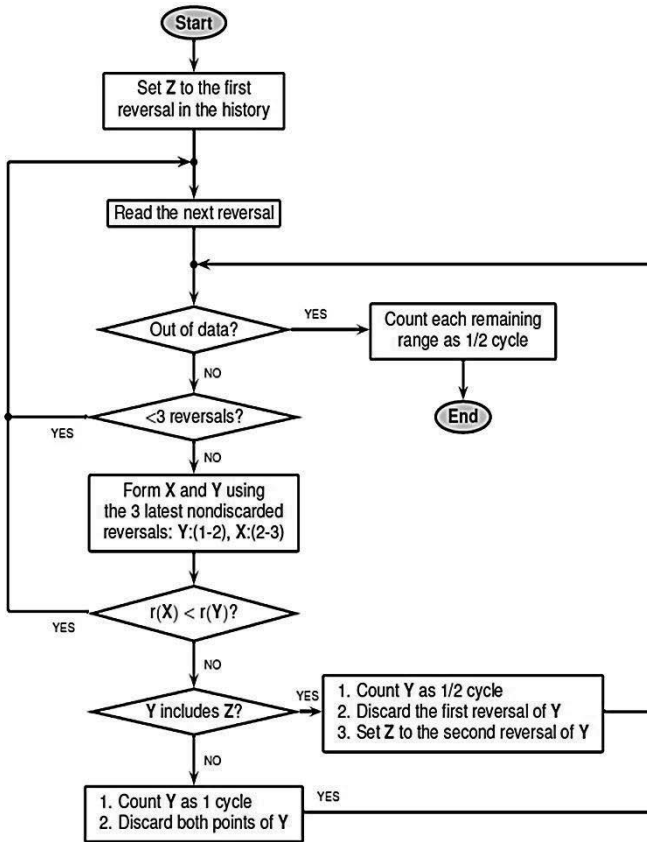 Start
Set Z to the first
reversal in the history
Read the next reversal
Out of data?
YES
Count each remaining
range as 1/2 cycle
NO
End
<3 reversals?
YES
NO
Form X and Y using
the 3 latest nondiscarded
reversals: Y:(1-2), X:(2-3)
r(X) < r(Y)?
YES
NO
Y includes Z?
YES
1. Count Y as 1/2 cycle
2. Discard the first reversal of Y
3. Set Z to the second reversal of Y
NO
1. Count Y as 1 cycle
2. Discard both points of Y
YES